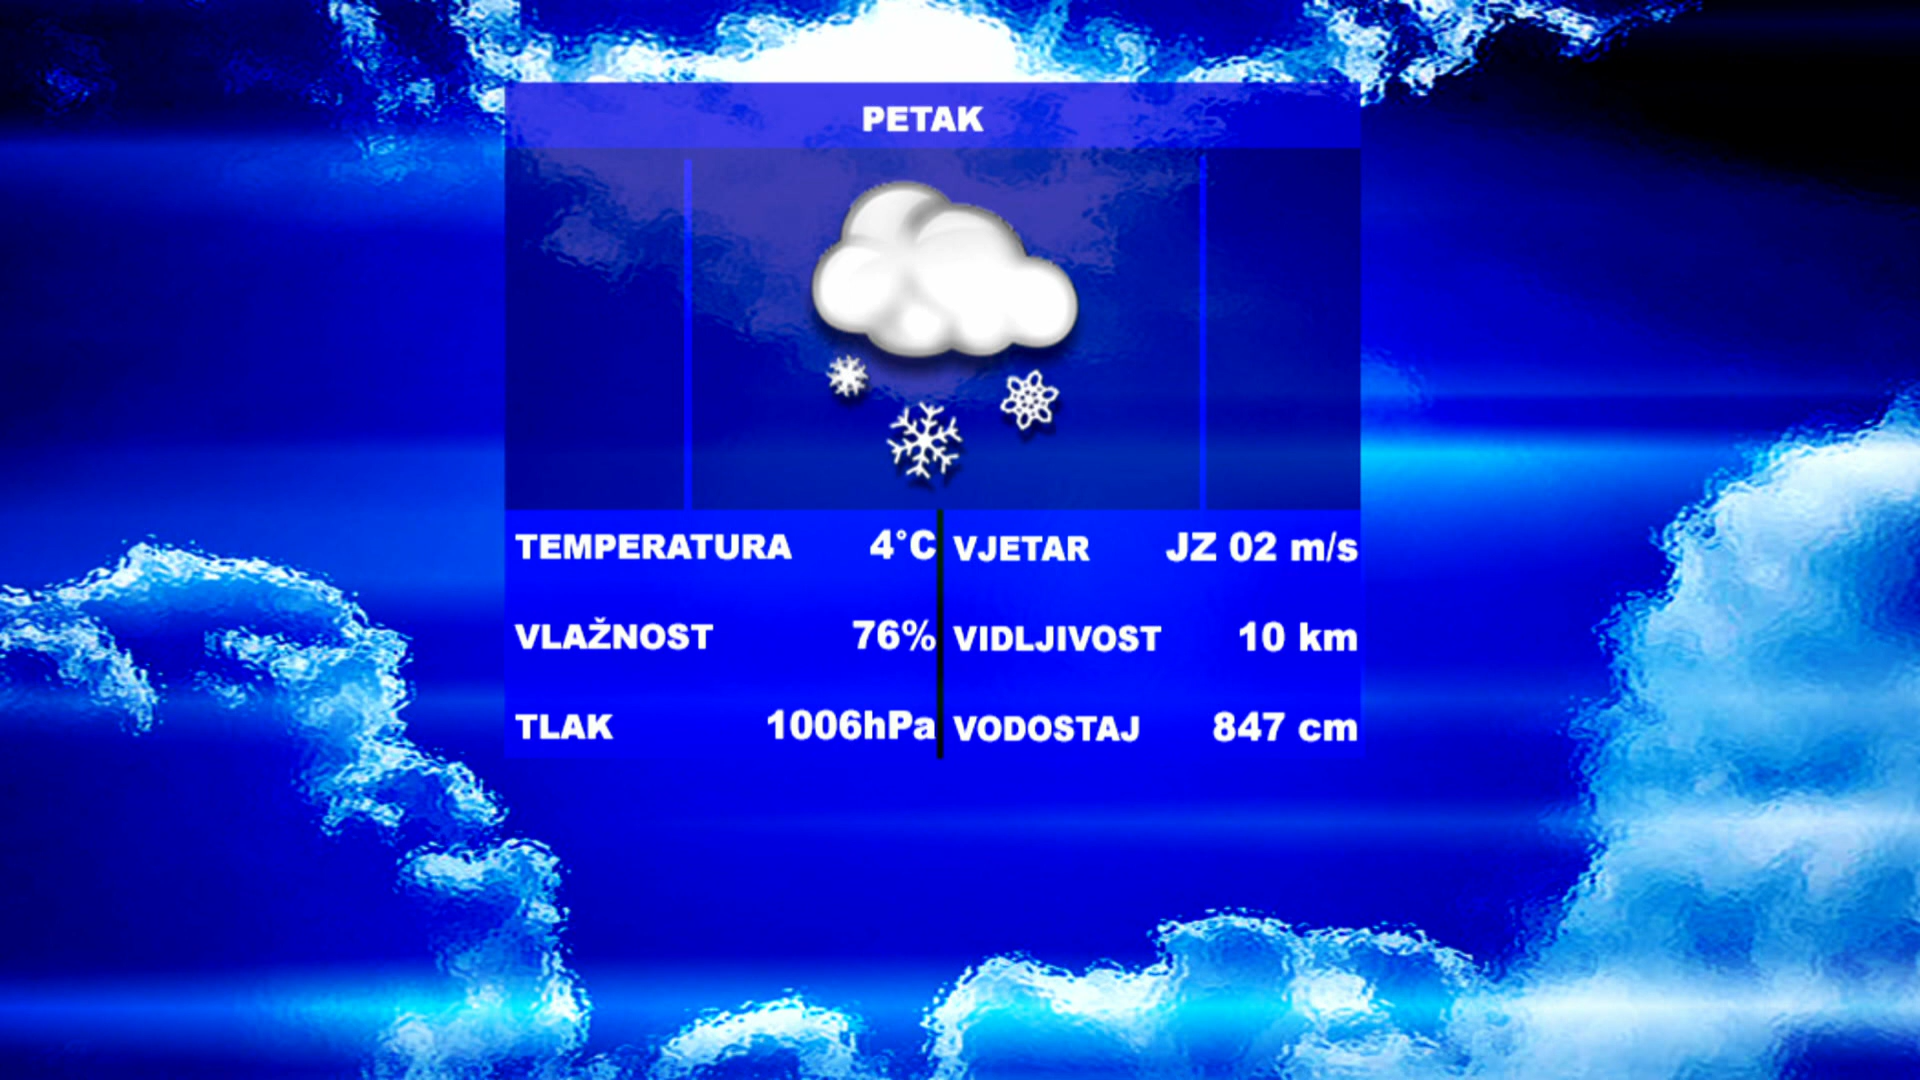 PETAK
TEMPERATURA 4°C VJETAR JZ 02 m/s
VLAŽNOST 76% VIDLJIVOST 10 km
TLAK 1006hPa VODOSTAJ 847 cm